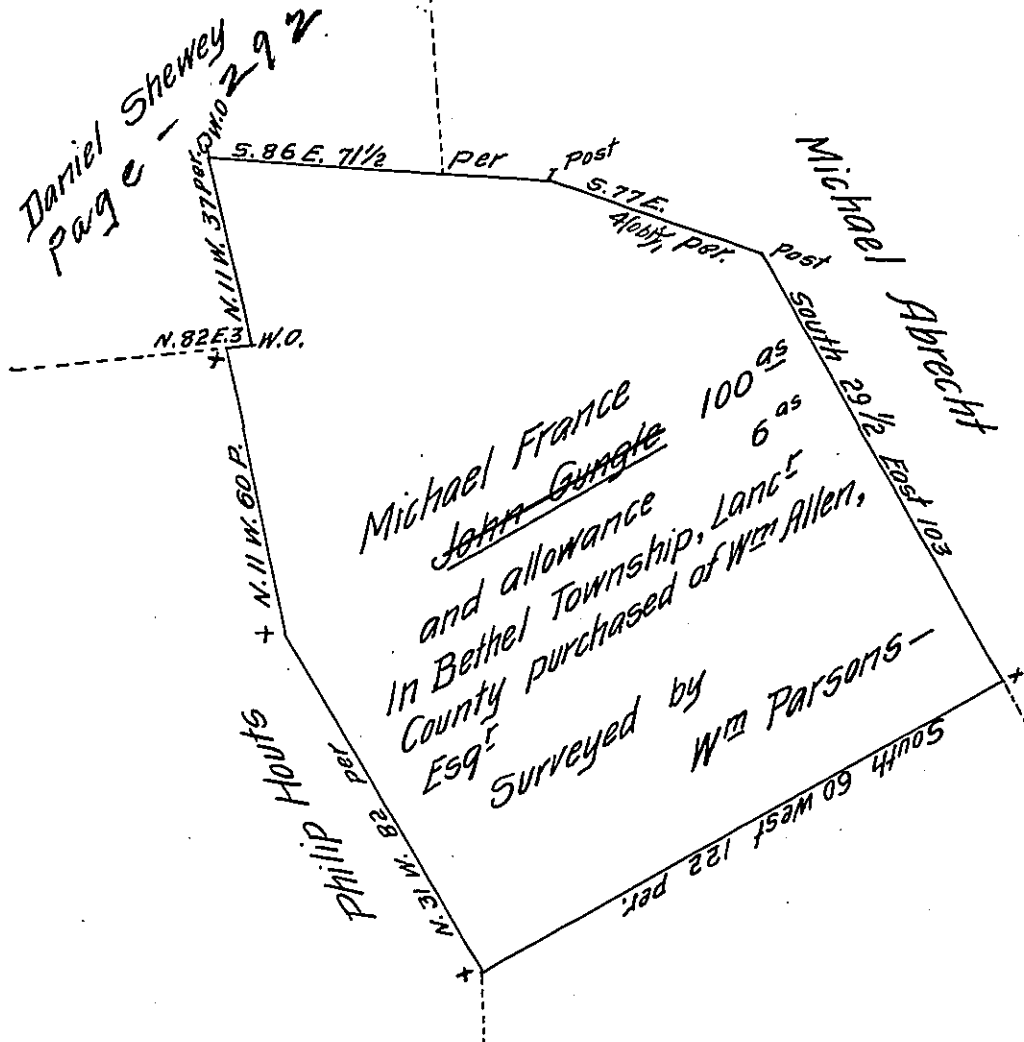 Daniel Shewey
Page - 292
W.O
S. 86 E. 71½ Per
Post
S. 77 E.
per.
Post
Michael Abrecht
N. 11 W. 37 per.
N. 82 E. 3 W.O.
South 29 1/2 East 103
N. 11 W. 60 P.
Michael France 100 as
John Gungle 6 as
and allowance
In Bethel Township, Lancr
County purchased of Wm Allen,
Esqr
Surveyed by
Wm Parsons-
Philip Houts
N. 31 W. 82 per
South 60 West 122 per.